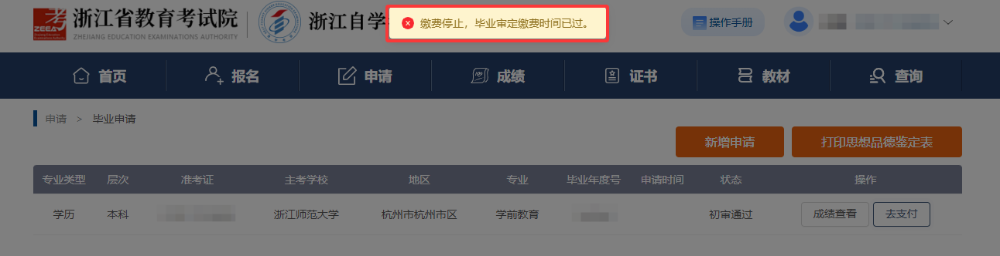 浙江省教育考试院
ZHEJIANG EDUCATION EXAMINATIONS AUTHORITY
ZEEA
浙江自学
缴费停止，毕业审定缴费时间已过。
操作手册
首页 报名 申请 成绩 证书 教材 查询
申请 > 毕业申请
新增申请 打印思想品德鉴定表
专业类型 层次 准考证 主考学校 地区 专业 毕业年度号 申请时间 状态 操作
学历 本科 浙江师范大学 杭州市杭州市区 学前教育 初审通过 成绩查看 去支付